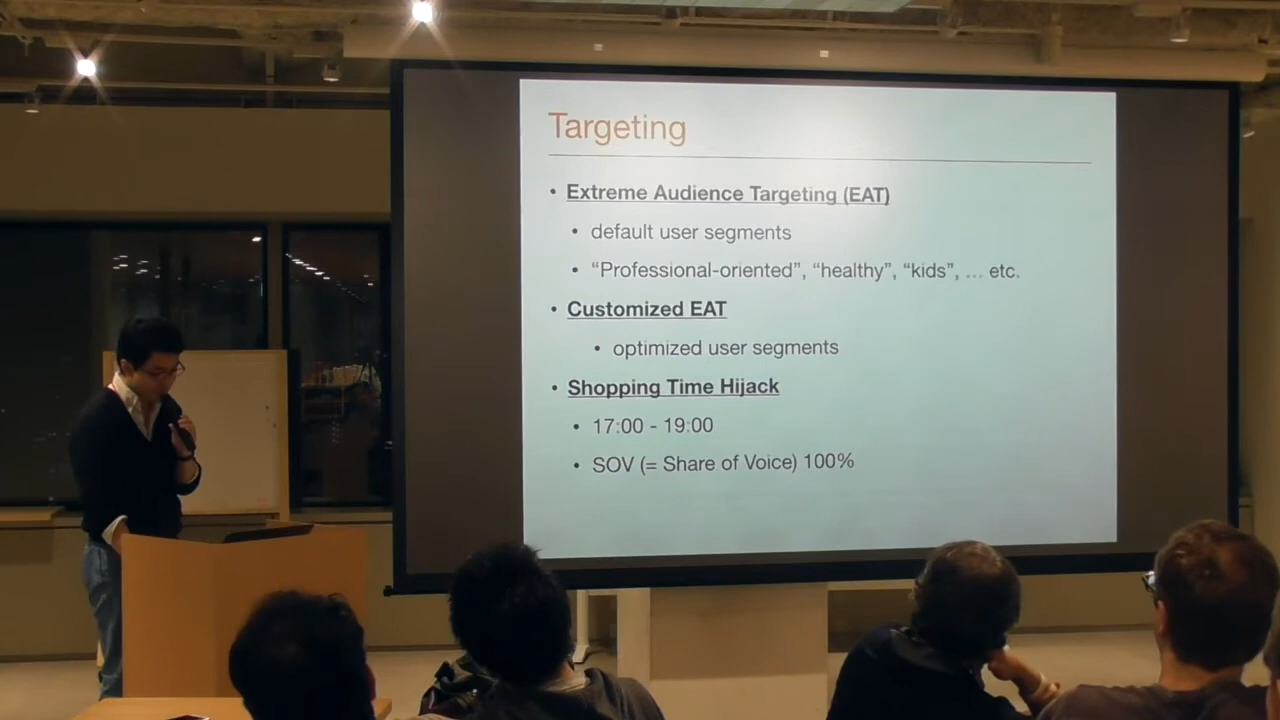 Targeting
• Extreme Audience Targeting (EAT)
• default user segments
• “Professional-oriented”, “healthy”, “kids”, ... etc.
• Customized EAT
• optimized user segments
• Shopping Time Hijack
• 17:00 - 19:00
• SOV (= Share of Voice) 100%